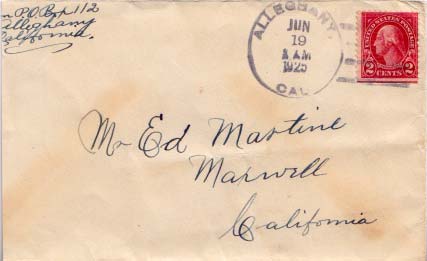 P.O. Box 112
Alleghany
California.
ALLEGHANY.
JUN
19
1 AM
1925
CAL.
UNITED STATES POSTAGE
2 2
CENTS
Mr Ed Martine
Maxwell
California